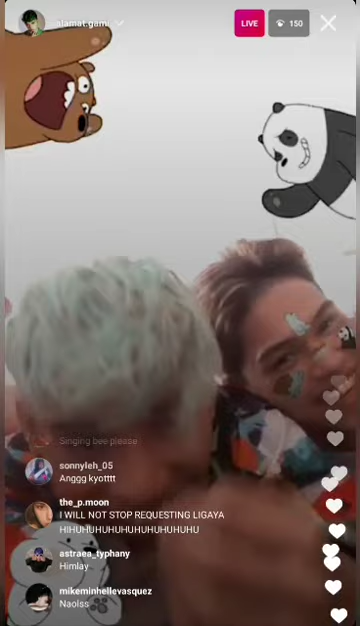 alamat.gami
LIVE
150
Singing bee please
sonnyleh_05
Anggg kyotttt
the_p.moon
I WILL NOT STOP REQUESTING LIGAYA
HIHUHUHUHUHUHUHUHUHUHU
astraea_typhany
Himlay
mikeminhellevasquez
Naolss